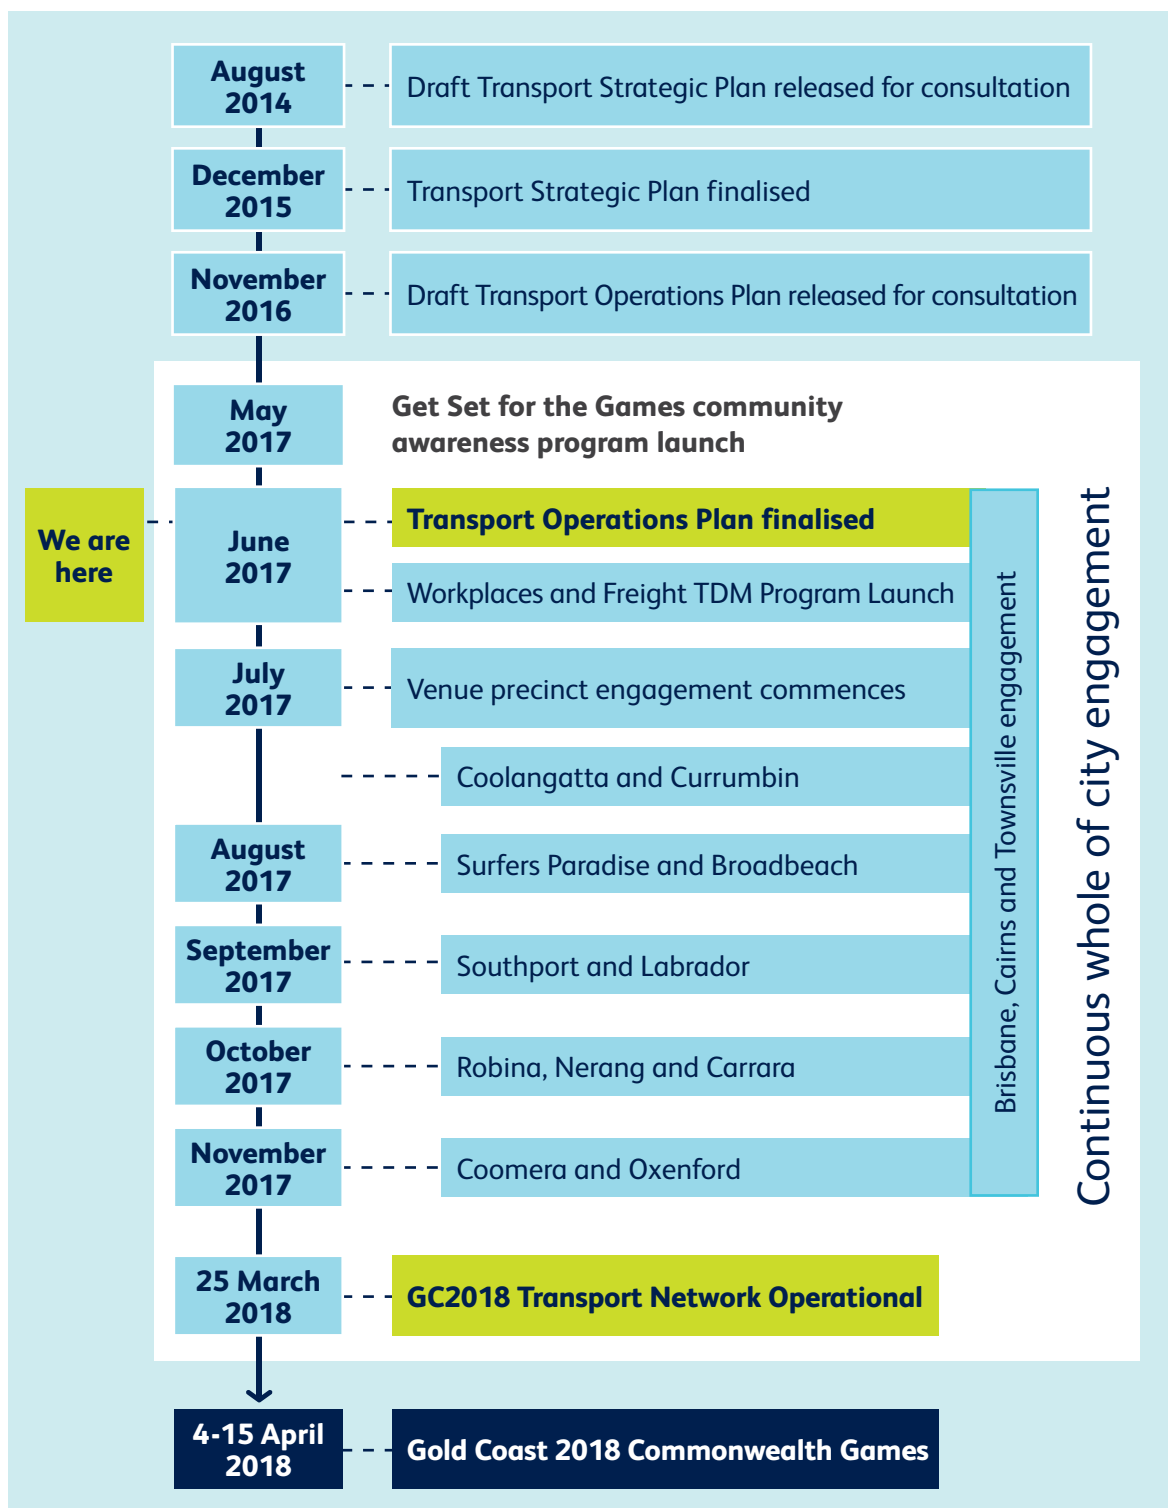 August
2014
Draft Transport Strategic Plan released for consultation
December
2015
Transport Strategic Plan finalised
November
2016
Draft Transport Operations Plan released for consultation
May
2017
Get Set for the Games community
awareness program launch
We are
here
June
2017
Transport Operations Plan finalised
Workplaces and Freight TDM Program Launch
July
2017
Venue precinct engagement commences
Coolangatta and Currumbin
August
2017
Surfers Paradise and Broadbeach
September
2017
Southport and Labrador
October
2017
Robina, Nerang and Carrara
November
2017
Coomera and Oxenford
Brisbane, Cairns and Townsville engagement
Continuous whole of city engagement
25 March
2018
GC2018 Transport Network Operational
4-15 April
2018
Gold Coast 2018 Commonwealth Games